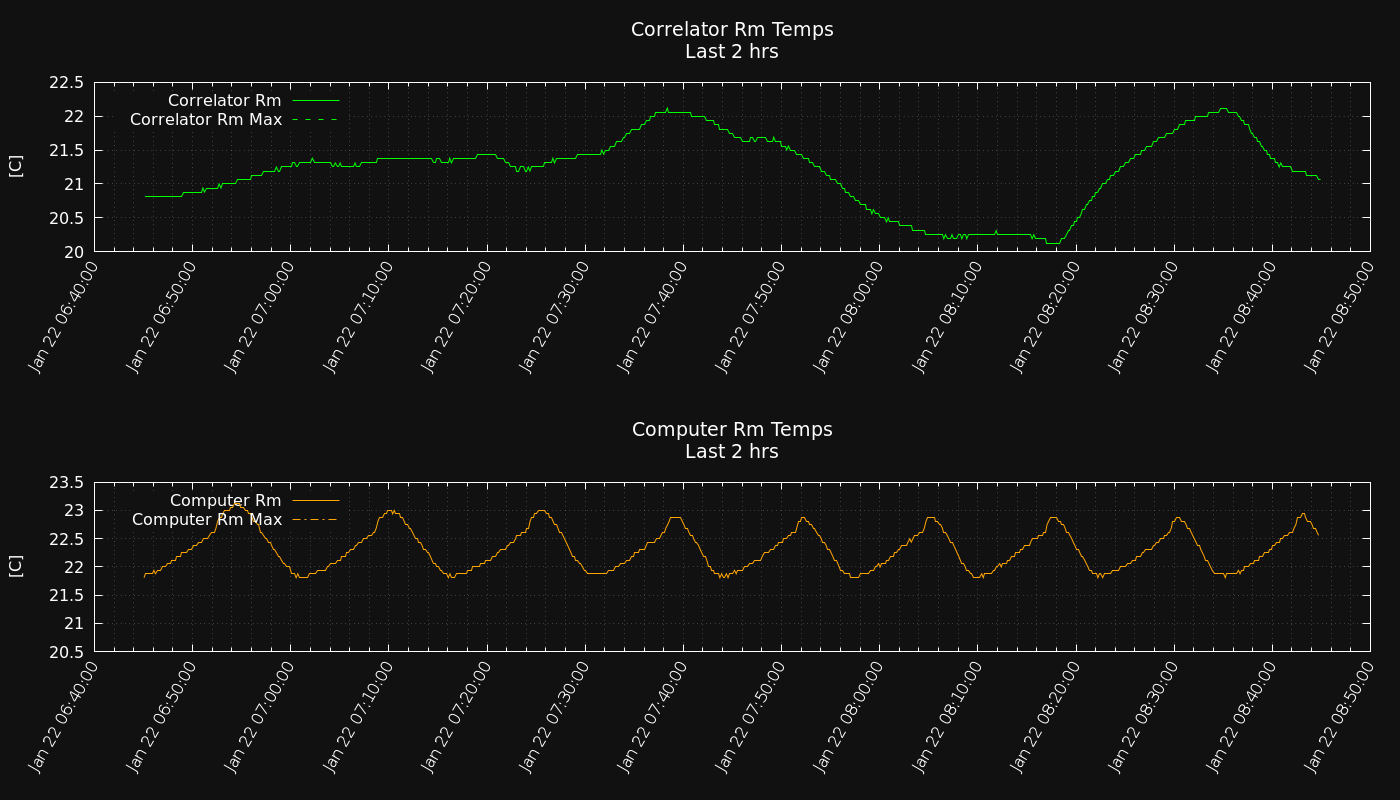 Correlator Rm Temps
Last 2 hrs
22.5
22
21.5
21
20.5
20
[C]
Correlator Rm
Correlator Rm Max
Jan 22 06:40:00
Jan 22 06:50:00
Jan 22 07:00:00
Jan 22 07:10:00
Jan 22 07:20:00
Jan 22 07:30:00
Jan 22 07:40:00
Jan 22 07:50:00
Jan 22 08:00:00
Jan 22 08:10:00
Jan 22 08:20:00
Jan 22 08:30:00
Jan 22 08:40:00
Jan 22 08:50:00
Computer Rm Temps
Last 2 hrs
23.5
23
22.5
22
21.5
21
20.5
[C]
Computer Rm
Computer Rm Max
Jan 22 06:40:00
Jan 22 06:50:00
Jan 22 07:00:00
Jan 22 07:10:00
Jan 22 07:20:00
Jan 22 07:30:00
Jan 22 07:40:00
Jan 22 07:50:00
Jan 22 08:00:00
Jan 22 08:10:00
Jan 22 08:20:00
Jan 22 08:30:00
Jan 22 08:40:00
Jan 22 08:50:00